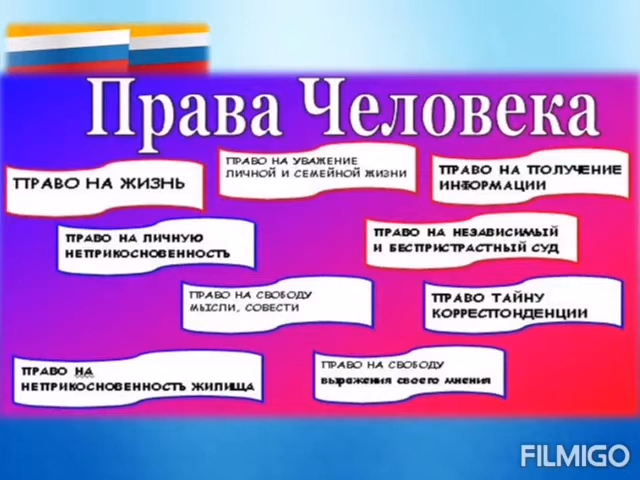 Права Человека
ПРАВО НА ЖИЗНЬ
ПРАВО НА УВАЖЕНИЕ
ЛИЧНОЙ И СЕМЕЙНОЙ ЖИЗНИ
ПРАВО НА ПОЛУЧЕНИЕ
ИНФОРМАЦИИ
ПРАВО НА ЛИЧНУЮ
НЕПРИКОСНОВЕННОСТЬ
ПРАВО НА НЕЗАВИСИМЫЙ
И БЕСПРИСТРАСТНЫЙ СУД
ПРАВО НА СВОБОДУ
МЫСЛИ, СОВЕСТИ
ПРАВО ТАЙНУ
КОРРЕСПОНДЕНЦИИ
ПРАВО НА
НЕПРИКОСНОВЕННОСТЬ ЖИЛИЩА
ПРАВО НА СВОБОДУ
выражения своего мнения
FILMIGO